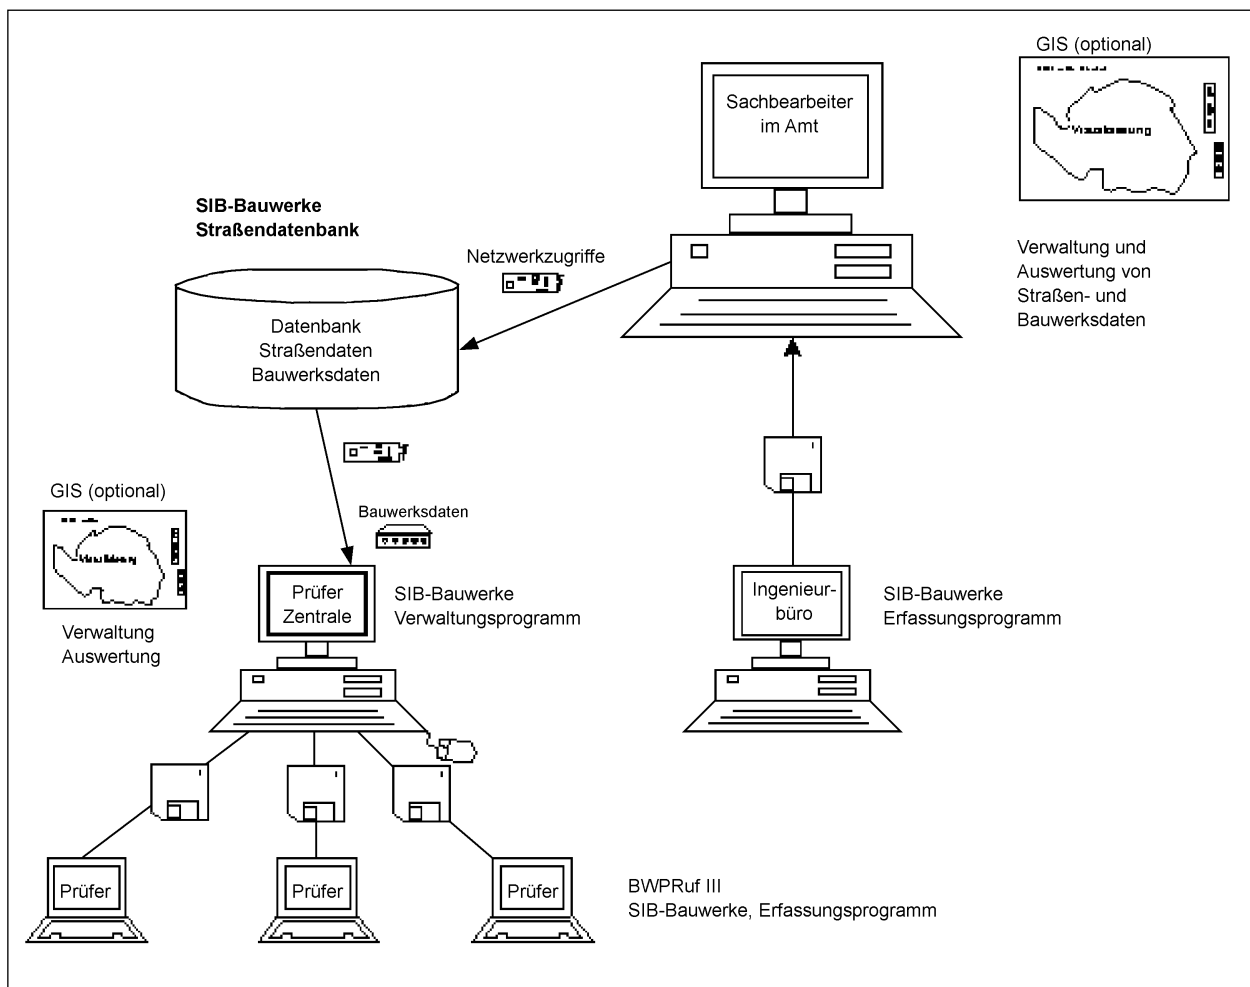 GIS (optional)
Sachbearbeiter
im Amt
SIB-Bauwerke
Straßendatenbank
Netzwerkzugriffe
Verwaltung und
Auswertung von
Straßen- und
Bauwerksdaten
Datenbank
Straßendaten
Bauwerksdaten
GIS (optional)
Bauwerksdaten
Prüfer
Zentrale
SIB-Bauwerke
Verwaltungsprogramm
Ingenieur-
büro
SIB-Bauwerke
Erfassungsprogramm
Verwaltung
Auswertung
Prüfer
Prüfer
Prüfer
BWPRuf III
SIB-Bauwerke, Erfassungsprogramm